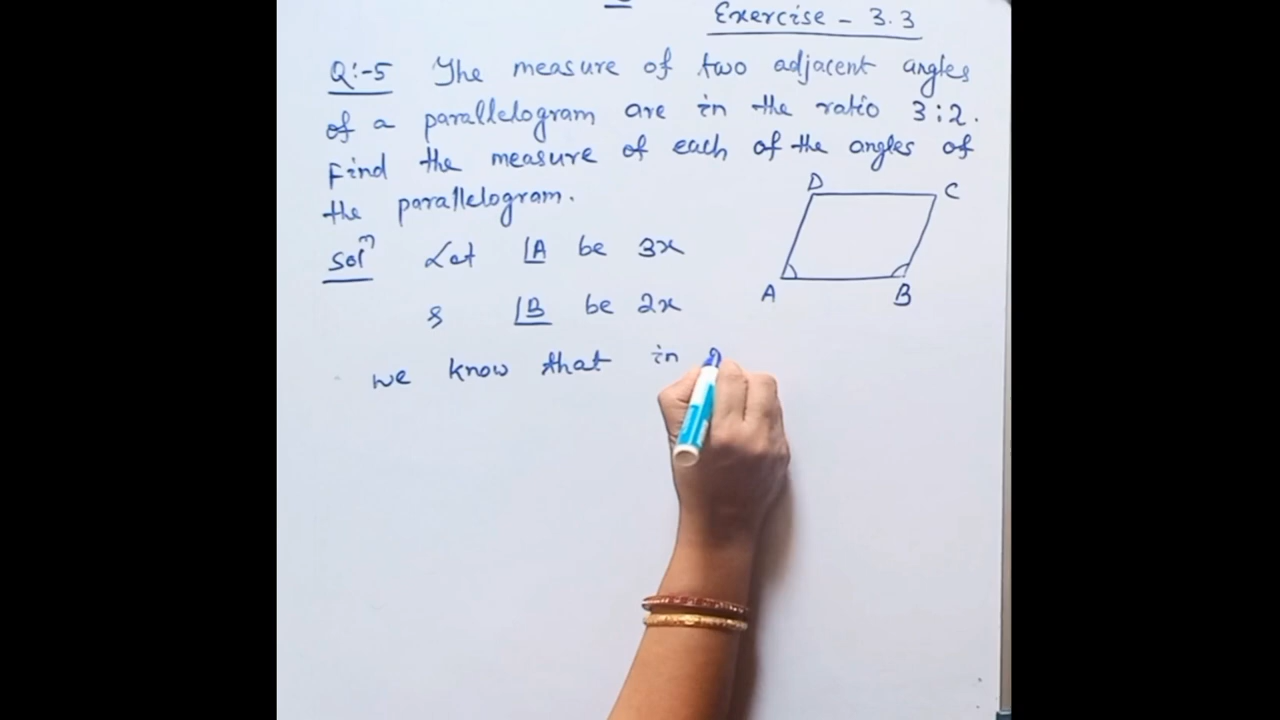 Exercise - 3.3
Q:-5 The measure of two adjacent angles
of a parallelogram are in the ratio 3:2.
Find the measure of each of the angles of
the parallelogram.
D C
Solⁿ Let ∠A be 3x
A B
& ∠B be 2x
we know that in